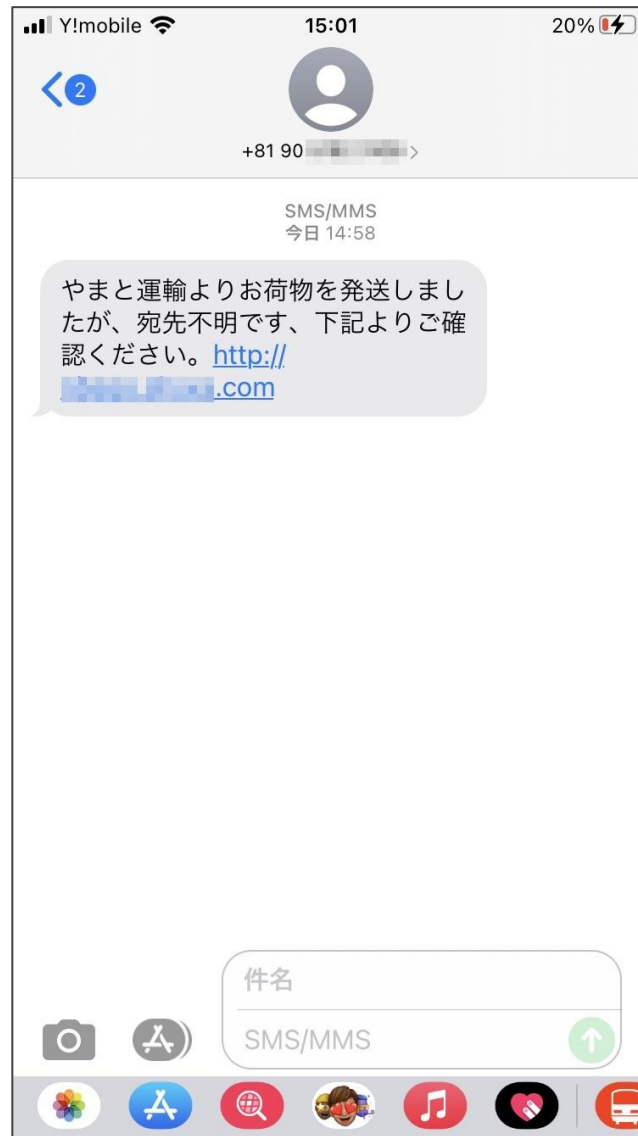 Y!mobile 15:01 20%
2
+81 90
SMS/MMS
今日 14:58
やまと運輸よりお荷物を発送しまし
たが、宛先不明です、下記よりご確
認ください。http://
.com
件名
SMS/MMS